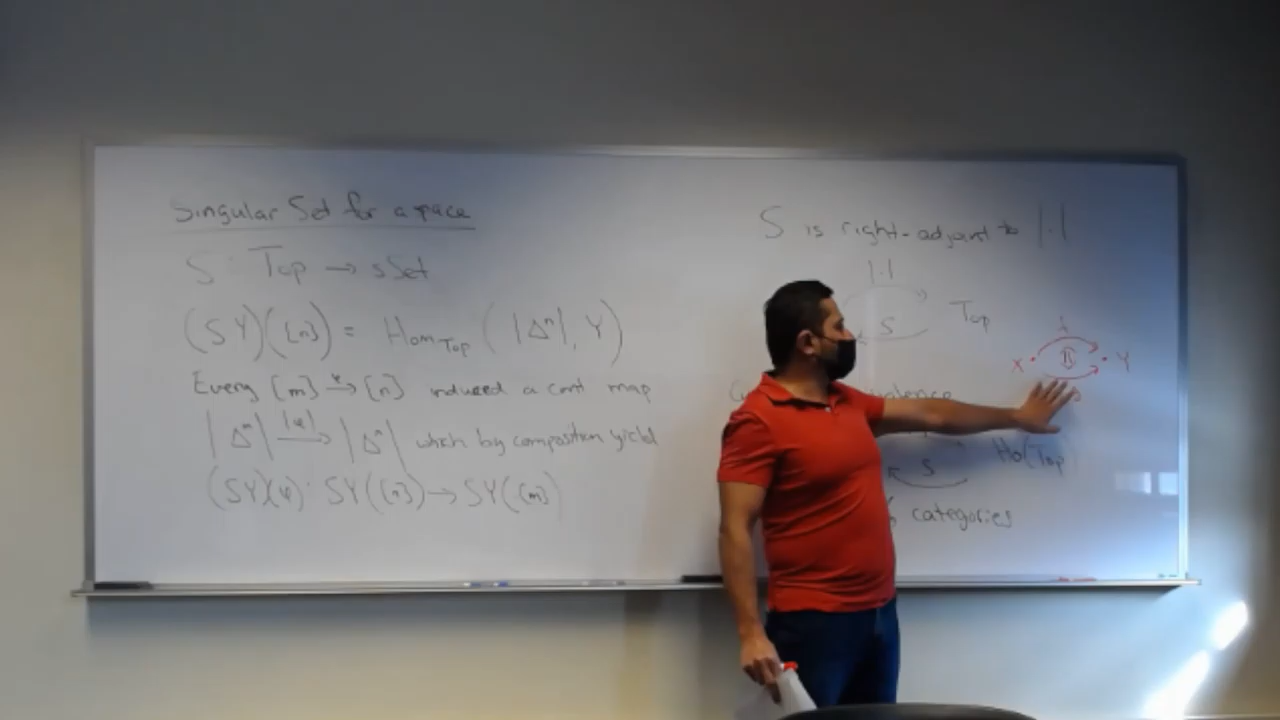 Singular Set for a space
S: Top → sSet
(SY)([n]) = Hom_Top (|Δⁿ|, Y)
Every [m] →^φ [n] induced a cont map
|Δᵐ| →^|φ| |Δⁿ| which by composition yield
(SY)(φ): SY([n]) → SY([m])
S is right-adjoint to |·|
|·|
S Top
X Y
S Ho(Top)
categories